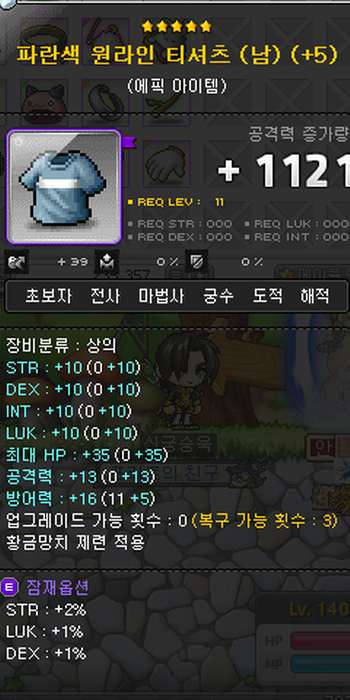 파란색 원라인 티셔츠 (남) (+5)
(에픽 아이템)
공격력 증가량
+ 1121
REQ LEV : 11
REQ STR : 000 REQ LUK : 000
REQ DEX : 000 REQ INT : 000
+ 39 0 % 0 %
초보자 전사 마법사 궁수 도적 해적
장비분류 : 상의
STR : +10 (0 +10)
DEX : +10 (0 +10)
INT : +10 (0 +10)
LUK : +10 (0 +10)
최대 HP : +35 (0 +35)
공격력 : +13 (0 +13)
방어력 : +16 (11 +5)
업그레이드 가능 횟수 : 0 (복구 가능 횟수 : 3)
황금망치 제련 적용
E 잠재옵션
STR : +2%
LUK : +1%
DEX : +1%
Lv. 140
HP
HP